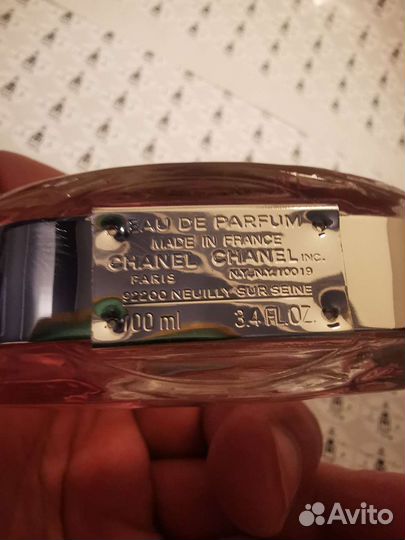 EAU DE PARFUM
MADE IN FRANCE
CHANEL CHANEL INC.
PARIS N.Y. N.Y. 10019
92200 NEUILLY SUR SEINE
100 ml 3.4 FL. OZ.
Avito